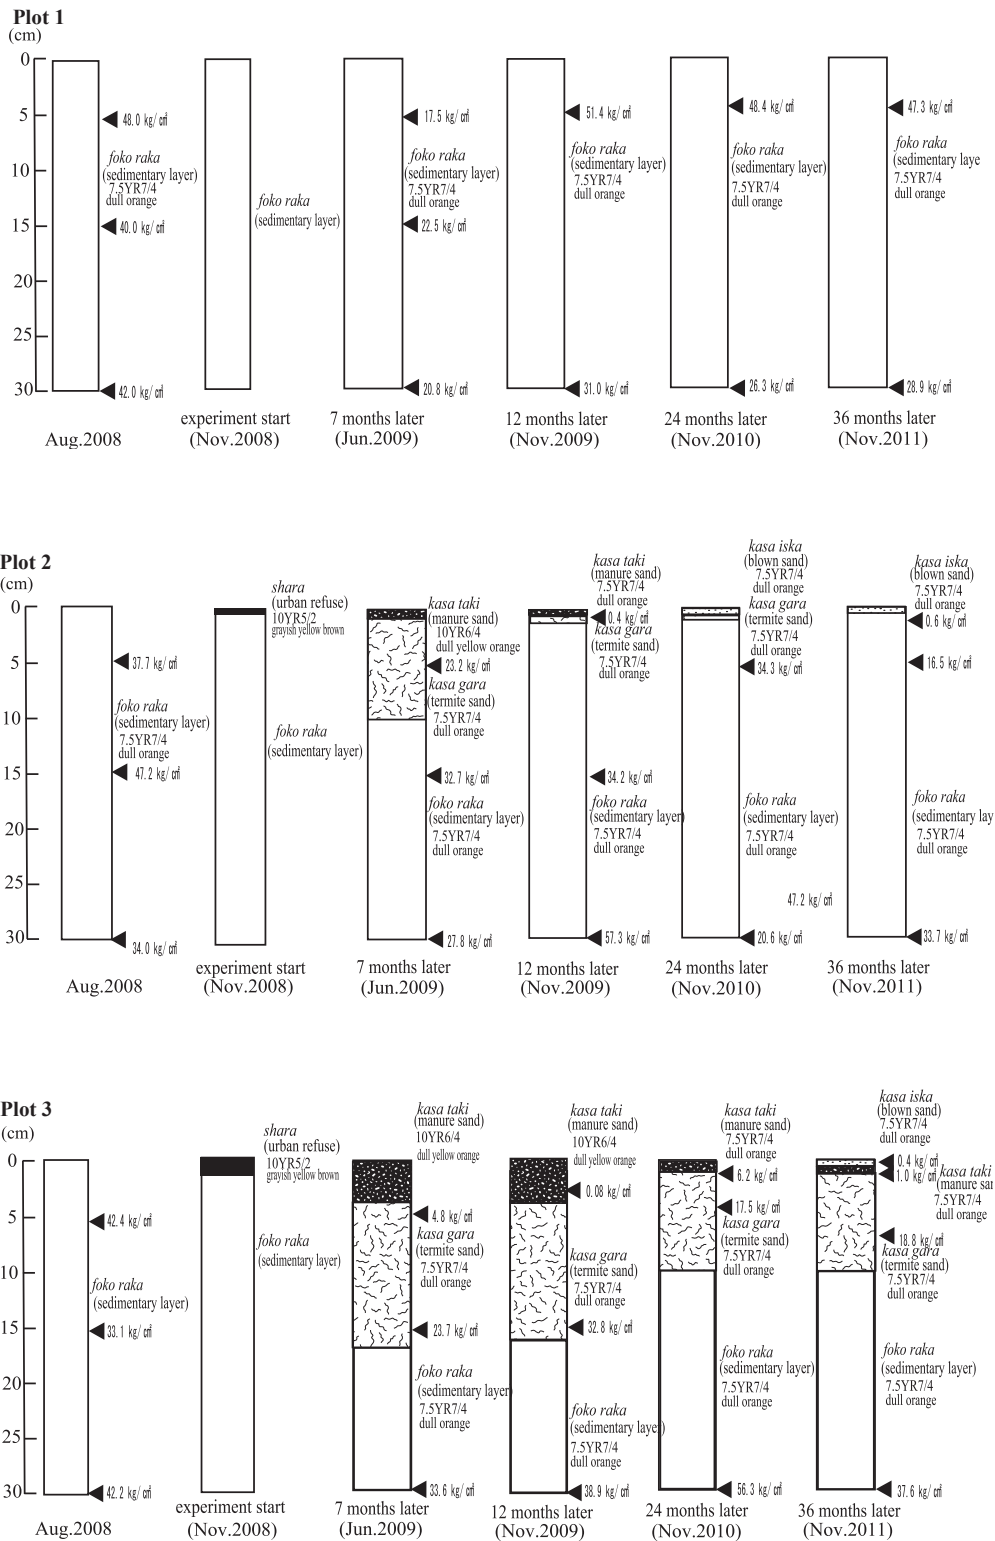 Plot 1
(cm)
0
5
10
15
20
25
30
48.0 kg/㎠
foko raka
(sedimentary layer)
7.5YR7/4
dull orange
40.0 kg/㎠
42.0 kg/㎠
Aug.2008
foko raka
(sedimentary layer)
experiment start
(Nov.2008)
17.5 kg/㎠
foko raka
(sedimentary layer)
7.5YR7/4
dull orange
22.5 kg/㎠
20.8 kg/㎠
7 months later
(Jun.2009)
51.4 kg/㎠
foko raka
(sedimentary layer)
7.5YR7/4
dull orange
31.0 kg/㎠
12 months later
(Nov.2009)
48.4 kg/㎠
foko raka
(sedimentary layer)
7.5YR7/4
dull orange
26.3 kg/㎠
24 months later
(Nov.2010)
47.3 kg/㎠
foko raka
(sedimentary laye
7.5YR7/4
dull orange
28.9 kg/㎠
36 months later
(Nov.2011)
Plot 2
(cm)
0
5
10
15
20
25
30
37.7 kg/㎠
foko raka
(sedimentary layer)
7.5YR7/4
dull orange
47.2 kg/㎠
34.0 kg/㎠
Aug.2008
shara
(urban refuse)
10YR5/2
grayish yellow brown
foko raka
(sedimentary layer)
experiment start
(Nov.2008)
kasa taki
(manure sand)
10YR6/4
dull yellow orange
23.2 kg/㎠
kasa gara
(termite sand)
7.5YR7/4
dull orange
32.7 kg/㎠
foko raka
(sedimentary layer)
7.5YR7/4
dull orange
27.8 kg/㎠
7 months later
(Jun.2009)
kasa taki
(manure sand)
7.5YR7/4
dull orange
0.4 kg/㎠
kasa gara
(termite sand)
7.5YR7/4
dull orange
34.2 kg/㎠
foko raka
(sedimentary layer)
7.5YR7/4
dull orange
57.3 kg/㎠
12 months later
(Nov.2009)
kasa iska
(blown sand)
7.5YR7/4
dull orange
kasa gara
(termite sand)
7.5YR7/4
dull orange
34.3 kg/㎠
foko raka
(sedimentary layer)
7.5YR7/4
dull orange
47.2 kg/㎠
20.6 kg/㎠
24 months later
(Nov.2010)
kasa iska
(blown sand)
7.5YR7/4
dull orange
0.6 kg/㎠
16.5 kg/㎠
foko raka
(sedimentary lay
7.5YR7/4
dull orange
33.7 kg/㎠
36 months later
(Nov.2011)
Plot 3
(cm)
0
5
10
15
20
25
30
42.4 kg/㎠
foko raka
(sedimentary layer)
33.1 kg/㎠
42.2 kg/㎠
Aug.2008
shara
(urban refuse)
10YR5/2
grayish yellow brown
foko raka
(sedimentary layer)
experiment start
(Nov.2008)
kasa taki
(manure sand)
10YR6/4
dull yellow orange
4.8 kg/㎠
kasa gara
(termite sand)
7.5YR7/4
dull orange
23.7 kg/㎠
foko raka
(sedimentary layer)
7.5YR7/4
dull orange
33.6 kg/㎠
7 months later
(Jun.2009)
kasa taki
(manure sand)
10YR6/4
dull yellow orange
0.08 kg/㎠
kasa gara
(termite sand)
7.5YR7/4
dull orange
32.8 kg/㎠
foko raka
(sedimentary layer)
7.5YR7/4
dull orange
38.9 kg/㎠
12 months later
(Nov.2009)
kasa taki
(manure sand)
7.5YR7/4
dull orange
6.2 kg/㎠
17.5 kg/㎠
kasa gara
(termite sand)
7.5YR7/4
dull orange
foko raka
(sedimentary layer)
7.5YR7/4
dull orange
56.3 kg/㎠
24 months later
(Nov.2010)
kasa iska
(blown sand)
7.5YR7/4
dull orange
0.4 kg/㎠
1.0 kg/㎠
kasa taki
(manure san
7.5YR7/4
dull orange
18.8 kg/㎠
kasa gara
(termite sand)
7.5YR7/4
dull orange
foko raka
(sedimentary layer)
7.5YR7/4
dull orange
37.6 kg/㎠
36 months later
(Nov.2011)